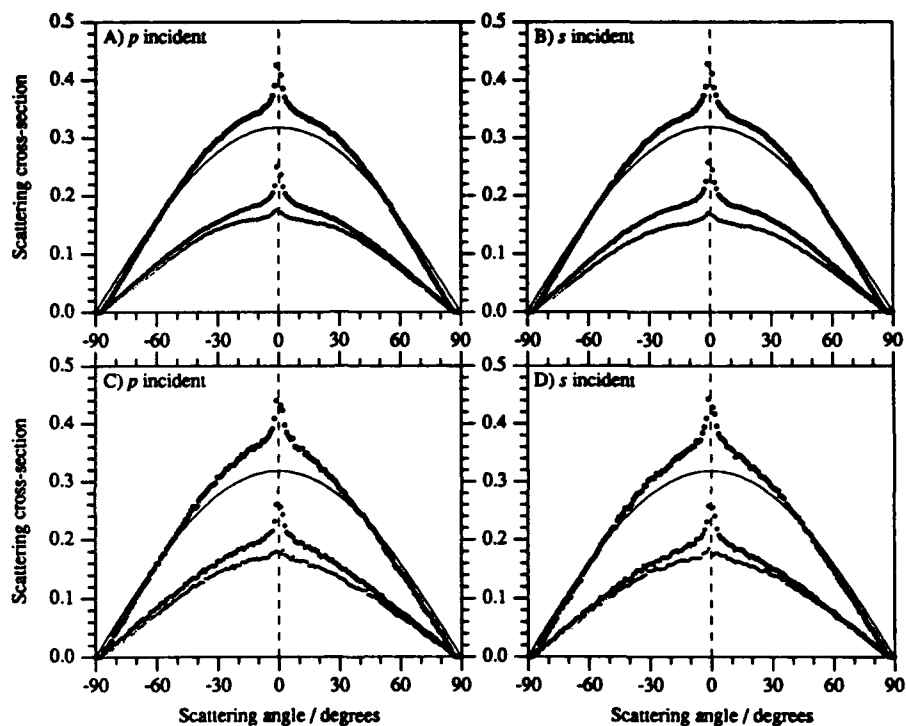 0.5
0.4
0.3
0.2
0.1
0.0
A) p incident
-90 -60 -30 0 30 60 90
0.5
0.4
0.3
0.2
0.1
0.0
B) s incident
-90 -60 -30 0 30 60 90
Scattering cross-section
0.5
0.4
0.3
0.2
0.1
0.0
C) p incident
-90 -60 -30 0 30 60 90
Scattering angle / degrees
0.5
0.4
0.3
0.2
0.1
0.0
D) s incident
-90 -60 -30 0 30 60 90
Scattering angle / degrees
Scattering cross-section